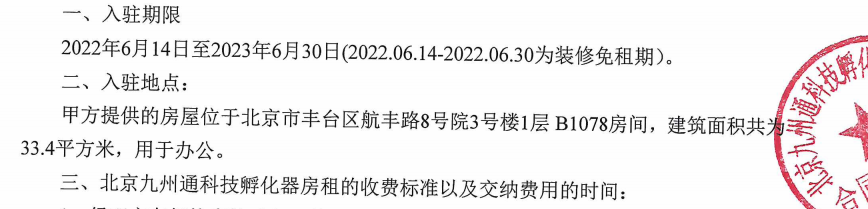 一、入驻期限
2022年6月14日至2023年6月30日(2022.06.14-2022.06.30为装修免租期)。
二、入驻地点：
甲方提供的房屋位于北京市丰台区航丰路8号院3号楼1层 B1078房间，建筑面积共为
33.4平方米，用于办公。
三、北京九州通科技孵化器房租的收费标准以及交纳费用的时间：
北京九州通科技孵化
合同